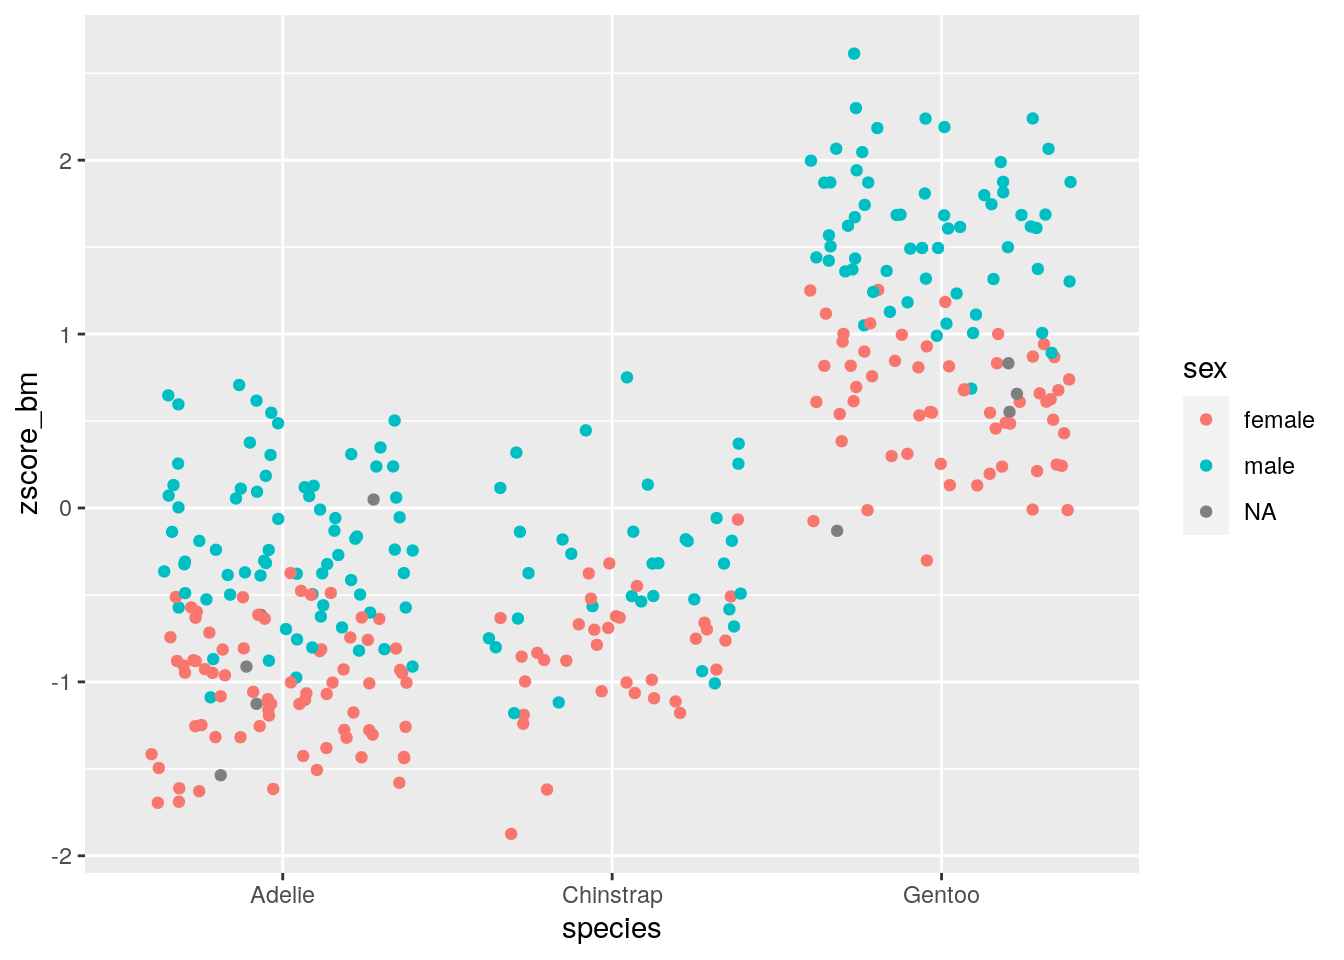 zscore_bm
2
1
0
-1
-2
Adelie Chinstrap Gentoo
species
sex
female
male
NA